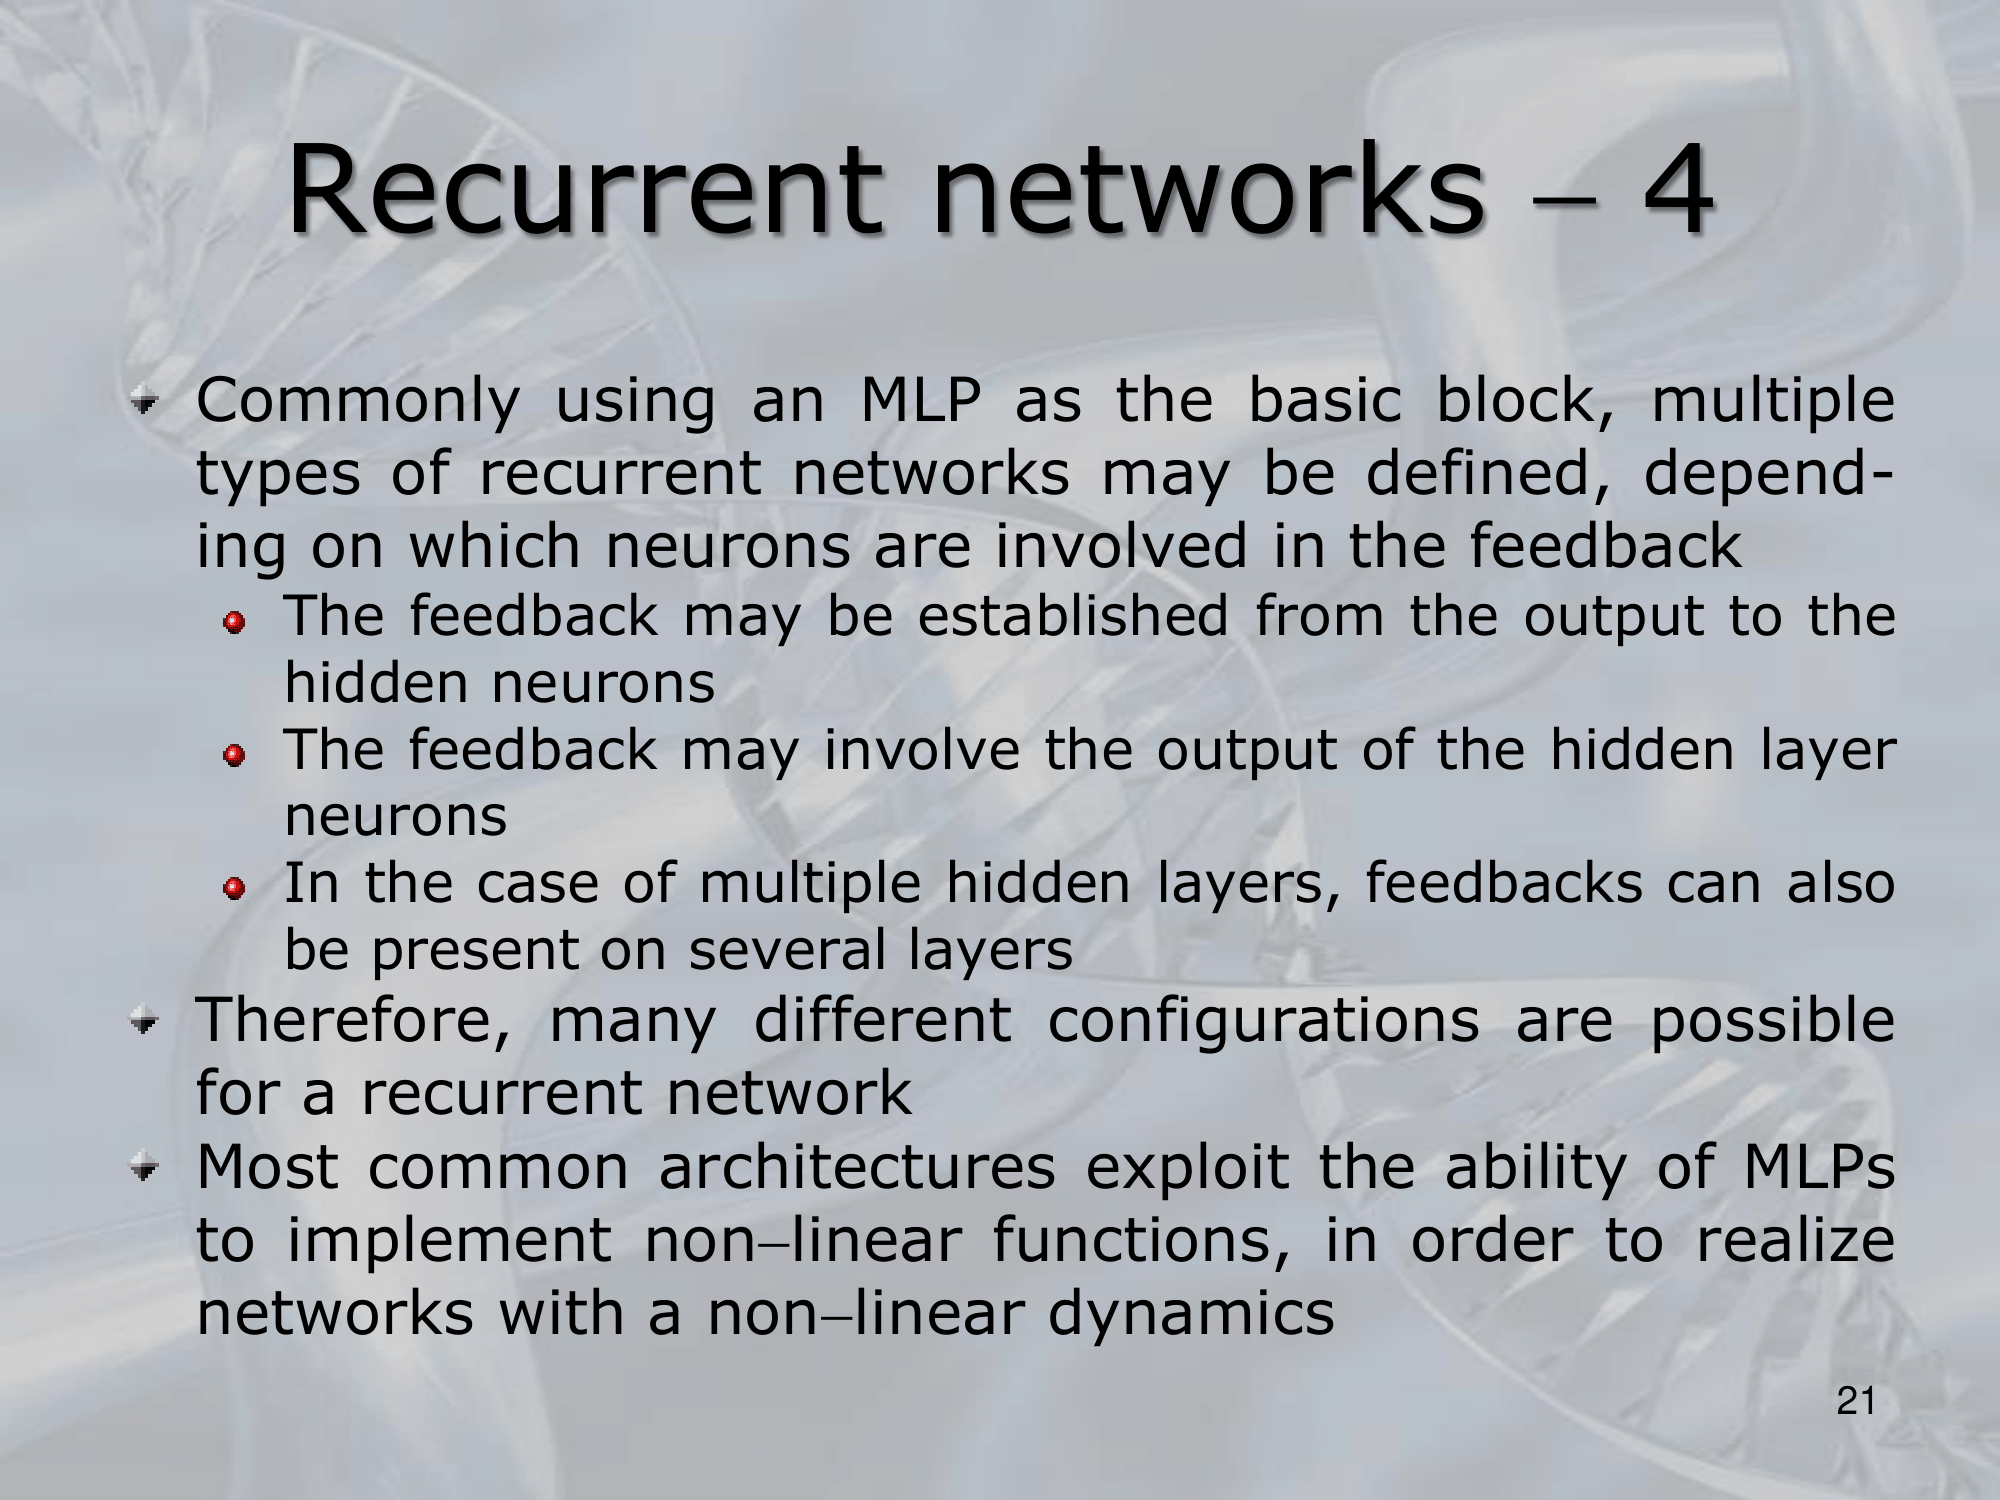 Recurrent networks – 4
Commonly using an MLP as the basic block, multiple
types of recurrent networks may be defined, depend-
ing on which neurons are involved in the feedback
The feedback may be established from the output to the
hidden neurons
The feedback may involve the output of the hidden layer
neurons
In the case of multiple hidden layers, feedbacks can also
be present on several layers
Therefore, many different configurations are possible
for a recurrent network
Most common architectures exploit the ability of MLPs
to implement non–linear functions, in order to realize
networks with a non–linear dynamics
21